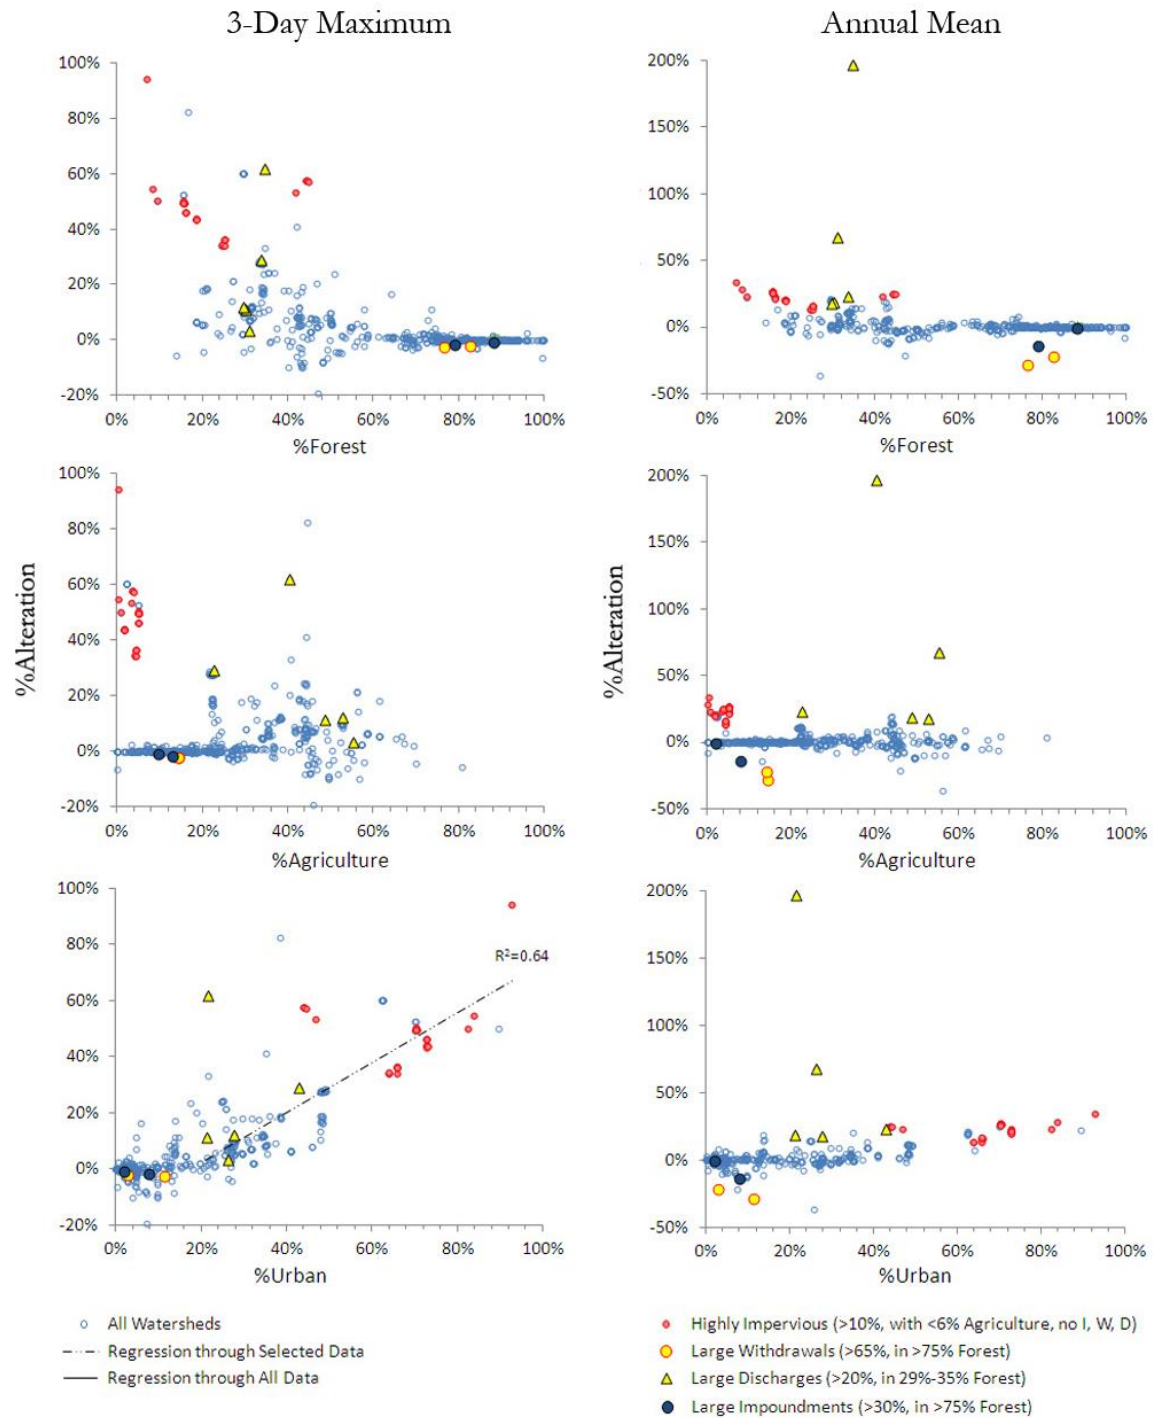 3-Day Maximum
Annual Mean
100%
80%
60%
40%
20%
0%
-20%
0% 20% 40% 60% 80% 100%
%Forest
200%
150%
100%
50%
0%
-50%
0% 20% 40% 60% 80% 100%
%Forest
%Alteration
100%
80%
60%
40%
20%
0%
-20%
0% 20% 40% 60% 80% 100%
%Agriculture
%Alteration
200%
150%
100%
50%
0%
-50%
0% 20% 40% 60% 80% 100%
%Agriculture
100%
80%
60%
40%
20%
0%
-20%
R²=0.64
0% 20% 40% 60% 80% 100%
%Urban
200%
150%
100%
50%
0%
-50%
0% 20% 40% 60% 80% 100%
%Urban
All Watersheds
Regression through Selected Data
Regression through All Data
Highly Impervious (>10%, with <6% Agriculture, no I, W, D)
Large Withdrawals (>65%, in >75% Forest)
Large Discharges (>20%, in 29%-35% Forest)
Large Impoundments (>30%, in >75% Forest)